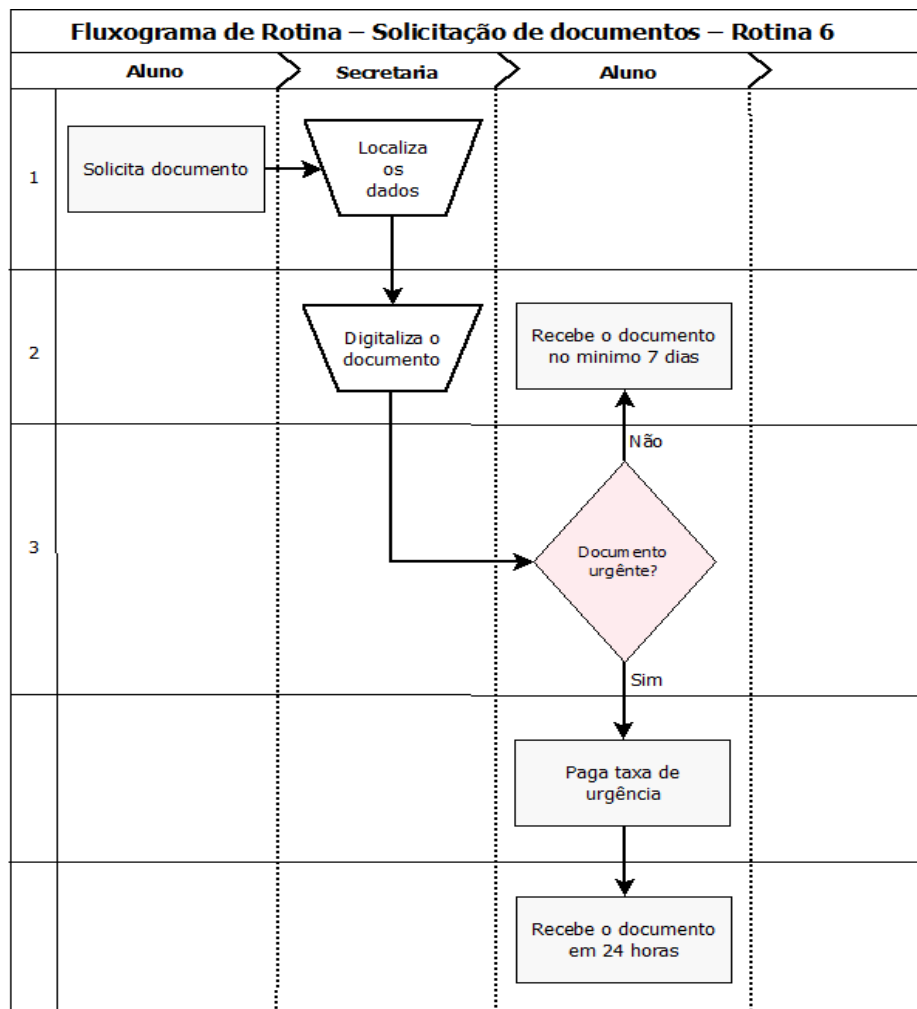 Fluxograma de Rotina – Solicitação de documentos – Rotina 6
Aluno
Secretaria
Aluno
1
Solicita documento
Localiza
os
dados
2
Digitaliza o
documento
Recebe o documento
no minimo 7 dias
Não
3
Documento
urgênte?
Sim
Paga taxa de
urgência
Recebe o documento
em 24 horas